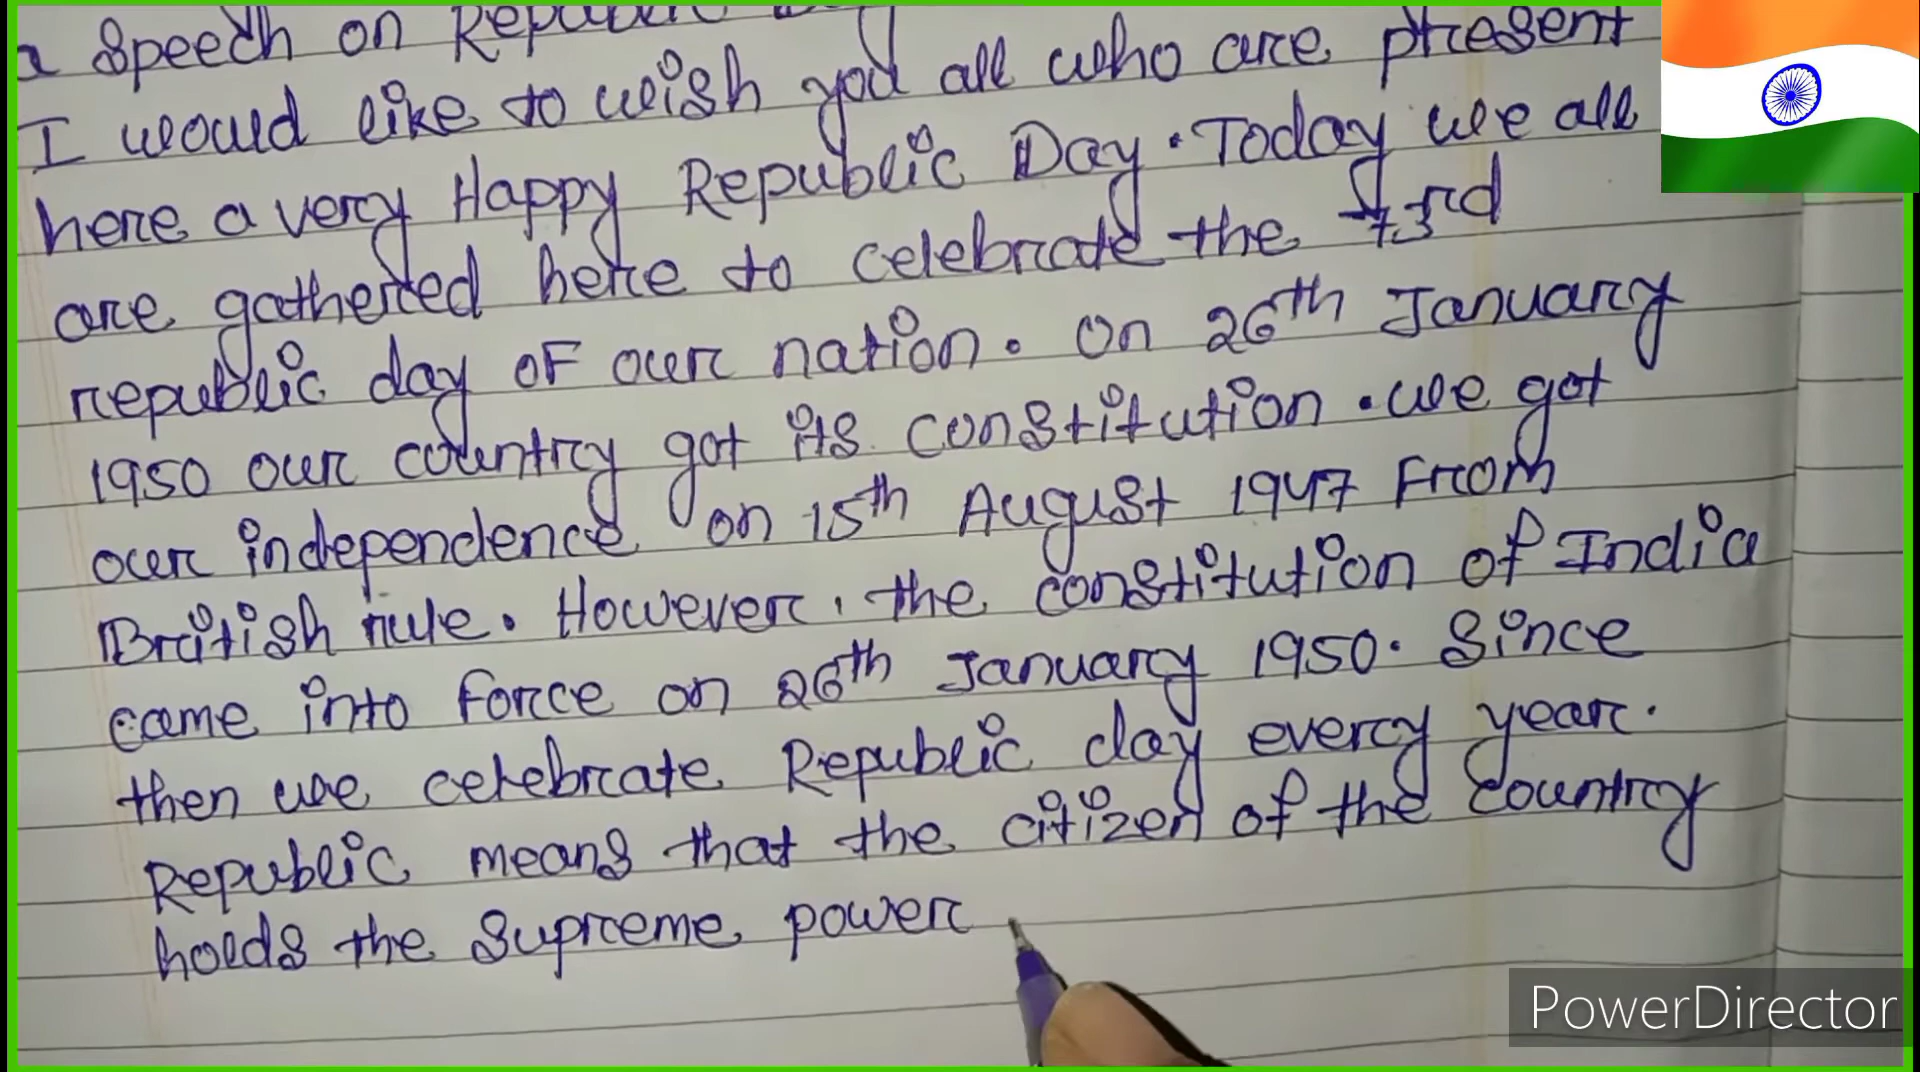 a speech on Republic Day
I would like to wish you all who are present
here a very Happy Republic Day. Today we all
are gathered here to celebrate the 73rd
republic day of our nation. On 26th January
1950 our country got its constitution. we got
our independence on 15th August 1947 From
British rule. However, the constitution of India
came into force on 26th January 1950. Since
then we celebrate Republic day every year.
Republic means that the citizen of the country
holds the supreme power
PowerDirector